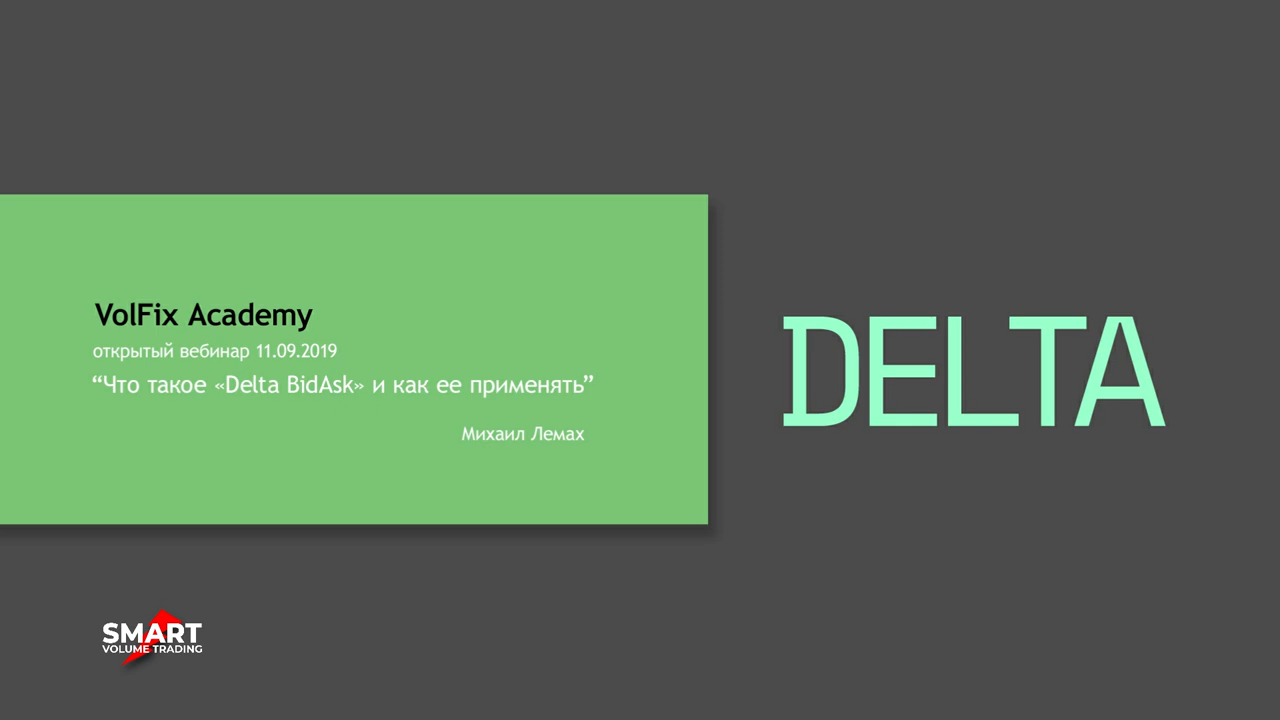 VolFix Academy
открытый вебинар 11.09.2019
“Что такое «Delta BidAsk» и как ее применять”
Михаил Лемах
DELTA
SMART
VOLUME TRADING